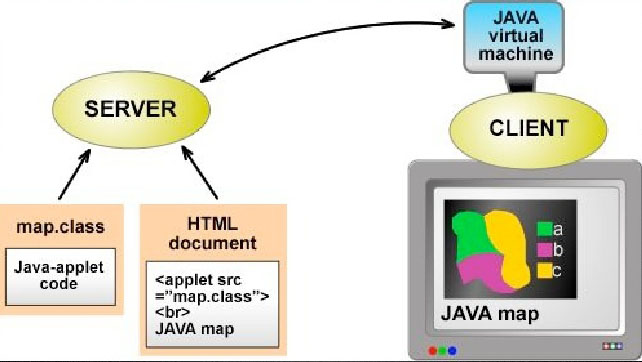 JAVA
virtual
machine
SERVER
CLIENT
map.class
Java-applet
code
HTML
document
<applet src
="map.class">
<br>
JAVA map
a
b
c
JAVA map